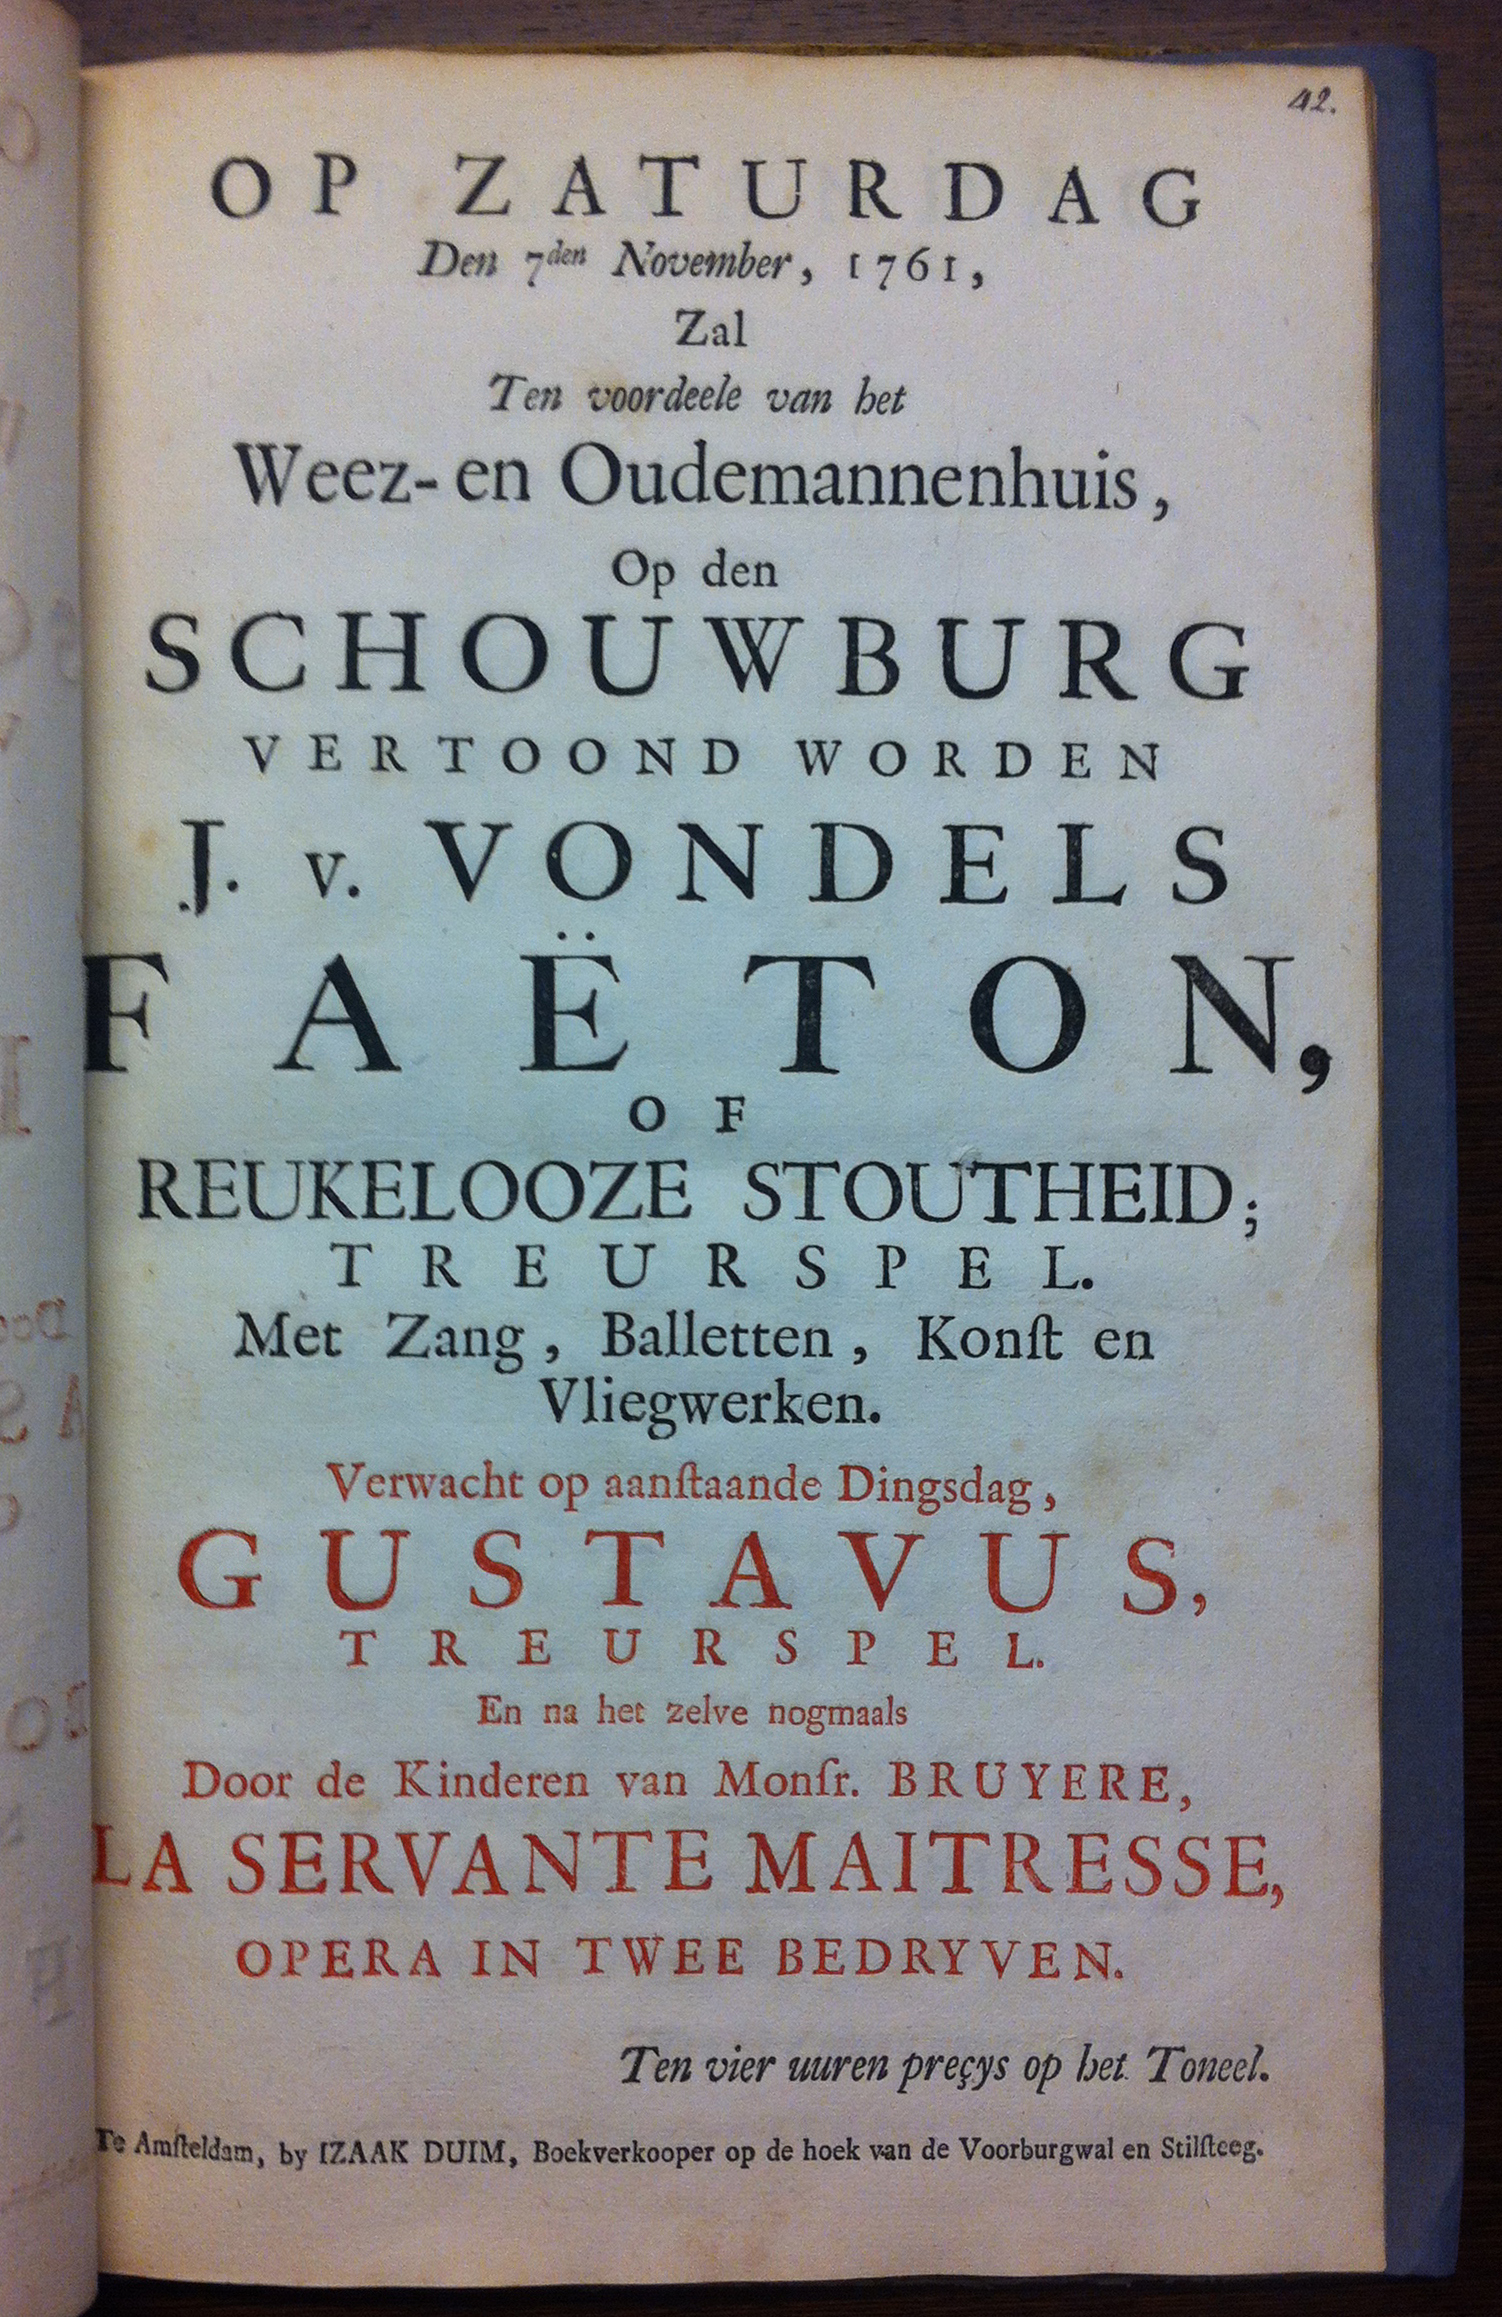 42.
OP ZATURDAG
Den 7den November, 1761,
Zal
Ten voordeele van het
Weez- en Oudemannenhuis,
Op den
SCHOUWBURG
VERTOOND WORDEN
J. v. VONDELS
FAËTON,
OF
REUKELOOZE STOUTHEID;
TREURSPEL.
Met Zang, Balletten, Konſt en
Vliegwerken.
Verwacht op aanſtaande Dingsdag,
GUSTAVUS,
TREURSPEL.
En na het zelve nogmaals
Door de Kinderen van Monſr. BRUYERE,
LA SERVANTE MAITRESSE,
OPERA IN TWEE BEDRYVEN.
Ten vier uuren preçys op het Toneel.
Te Amſteldam, by IZAAK DUIM, Boekverkooper op de hoek van de Voorburgwal en Stilſteeg.